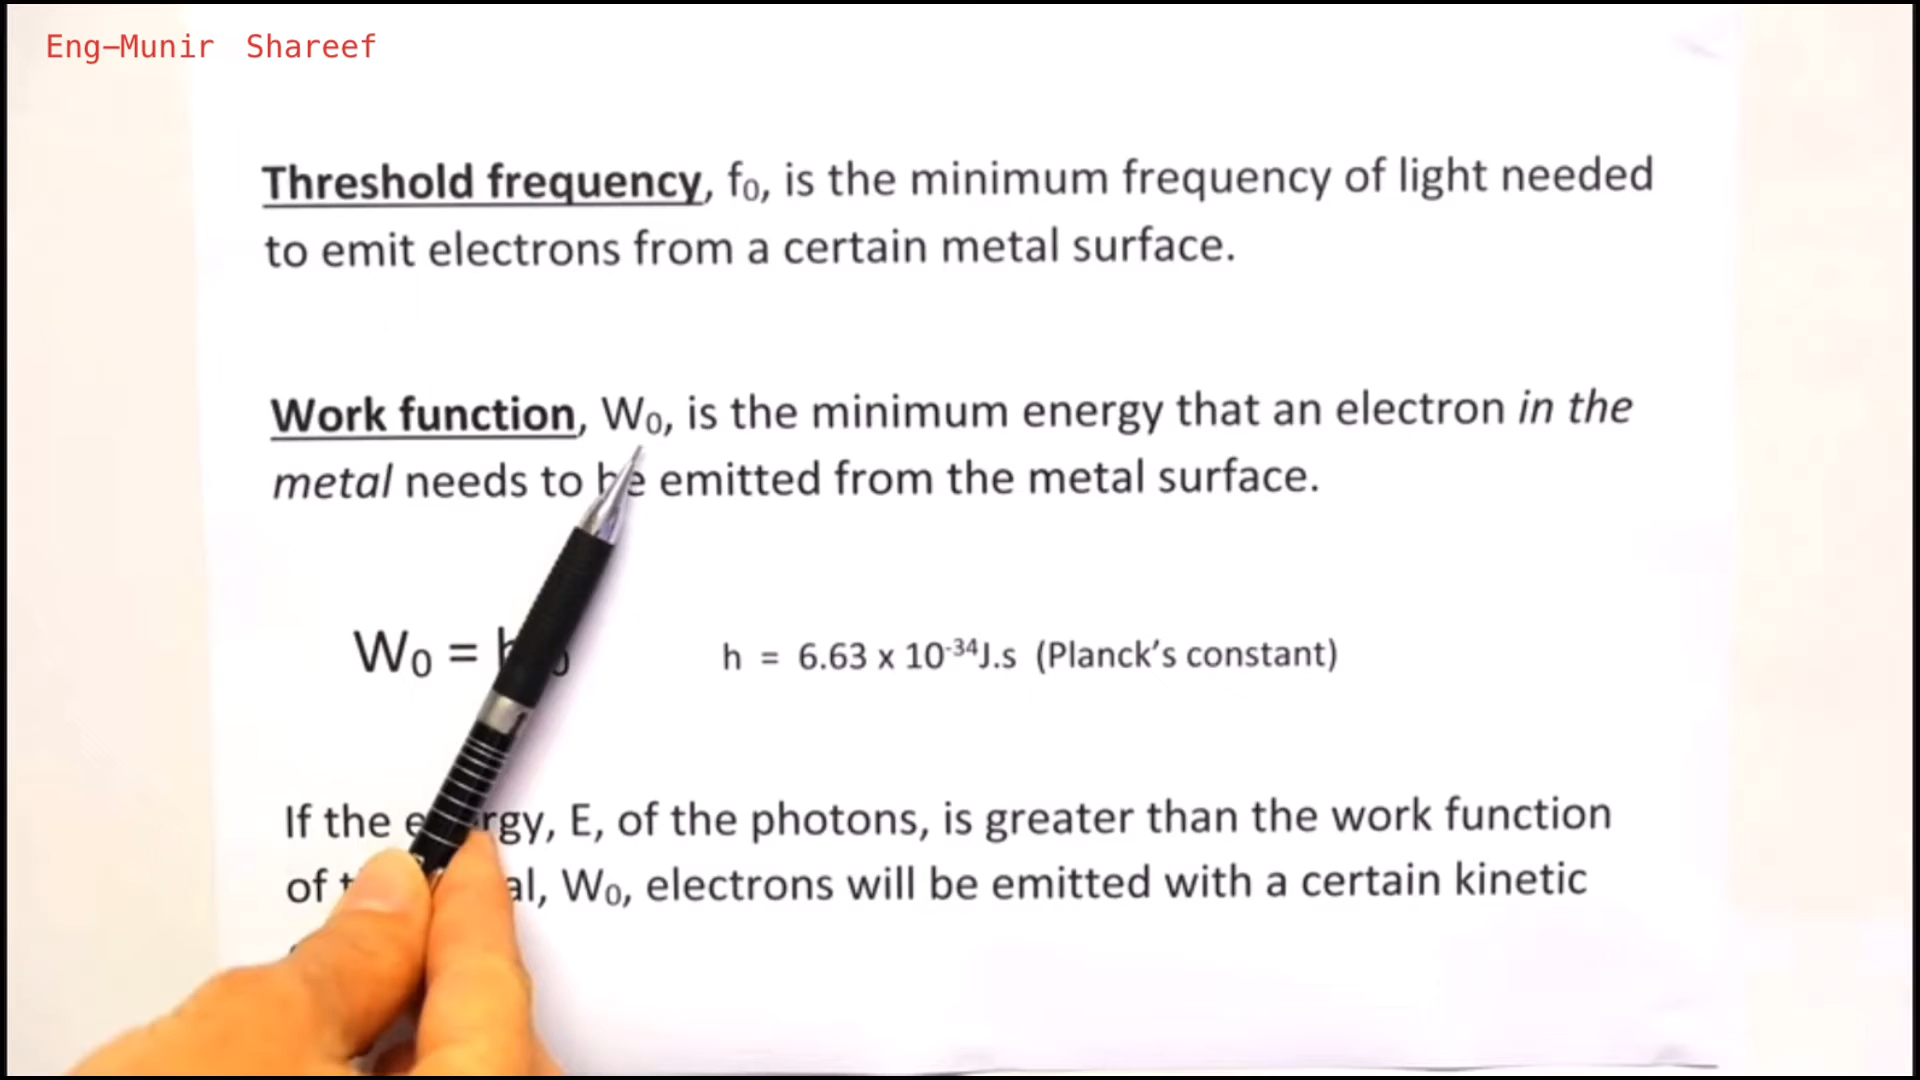 Eng-Munir Shareef
Threshold frequency, f₀, is the minimum frequency of light needed
to emit electrons from a certain metal surface.
Work function, W₀, is the minimum energy that an electron in the
metal needs to be emitted from the metal surface.
W₀ =
h = 6.63 x 10⁻³⁴J.s (Planck’s constant)
If the energy, E, of the photons, is greater than the work function
of W₀, electrons will be emitted with a certain kinetic